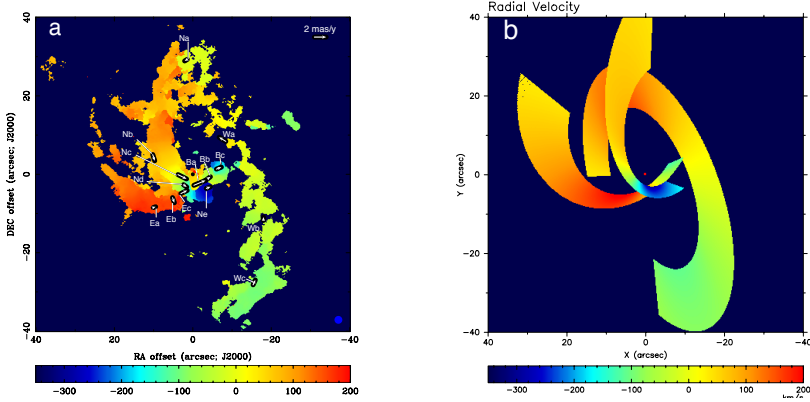 Radial Velocity
a
2 mas/y
b
Na
Nb
Nc
Nd
Wa
Ba
Bb
Bc
Ea
Eb
Ec
Ne
Wb
Wc
DEC offset (arcsec; J2000)
40
20
0
−20
−40
40
20
0
−20
−40
RA offset (arcsec; J2000)
−300
−200
−100
0
100
200
Y (arcsec)
40
20
0
−20
−40
40
20
0
−20
−40
X (arcsec)
−300
−200
−100
0
100
200